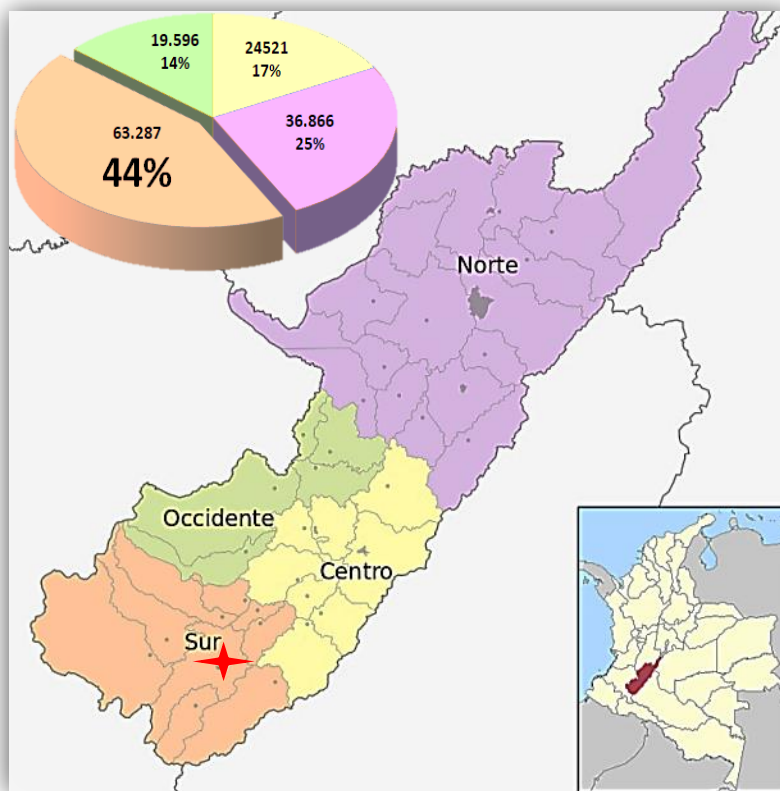 19.596
14%
24521
17%
36.866
25%
63.287
44%
Norte
Occidente
Centro
Sur